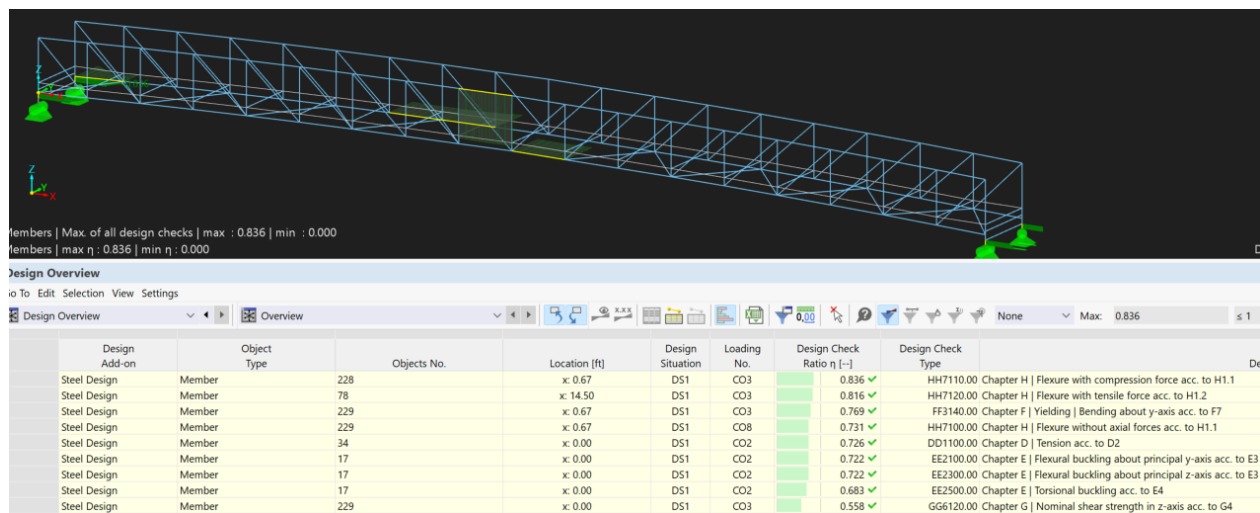 Z
Y
X
Z
Y
X
Members | Max. of all design checks | max : 0.836 | min : 0.000
Members | max η : 0.836 | min η : 0.000
Design Overview
Go To Edit Selection View Settings
Design Overview Overview None Max: 0.836 ≤ 1
Design Object Design Loading Design Check Design Check
Add-on Type Objects No. Location [ft] Situation No. Ratio η [--] Type De
Steel Design Member 228 x: 0.67 DS1 CO3 0.836 HH7110.00 Chapter H | Flexure with compression force acc. to H1.1
Steel Design Member 78 x: 14.50 DS1 CO3 0.816 HH7120.00 Chapter H | Flexure with tensile force acc. to H1.2
Steel Design Member 229 x: 0.67 DS1 CO3 0.769 FF3140.00 Chapter F | Yielding | Bending about y-axis acc. to F7
Steel Design Member 229 x: 0.67 DS1 CO8 0.731 HH7100.00 Chapter H | Flexure without axial forces acc. to H1.1
Steel Design Member 34 x: 0.00 DS1 CO2 0.726 DD1100.00 Chapter D | Tension acc. to D2
Steel Design Member 17 x: 0.00 DS1 CO2 0.722 EE2100.00 Chapter E | Flexural buckling about principal y-axis acc. to E3
Steel Design Member 17 x: 0.00 DS1 CO2 0.722 EE2300.00 Chapter E | Flexural buckling about principal z-axis acc. to E3
Steel Design Member 17 x: 0.00 DS1 CO2 0.683 EE2500.00 Chapter E | Torsional buckling acc. to E4
Steel Design Member 229 x: 0.00 DS1 CO3 0.558 GG6120.00 Chapter G | Nominal shear strength in z-axis acc. to G4